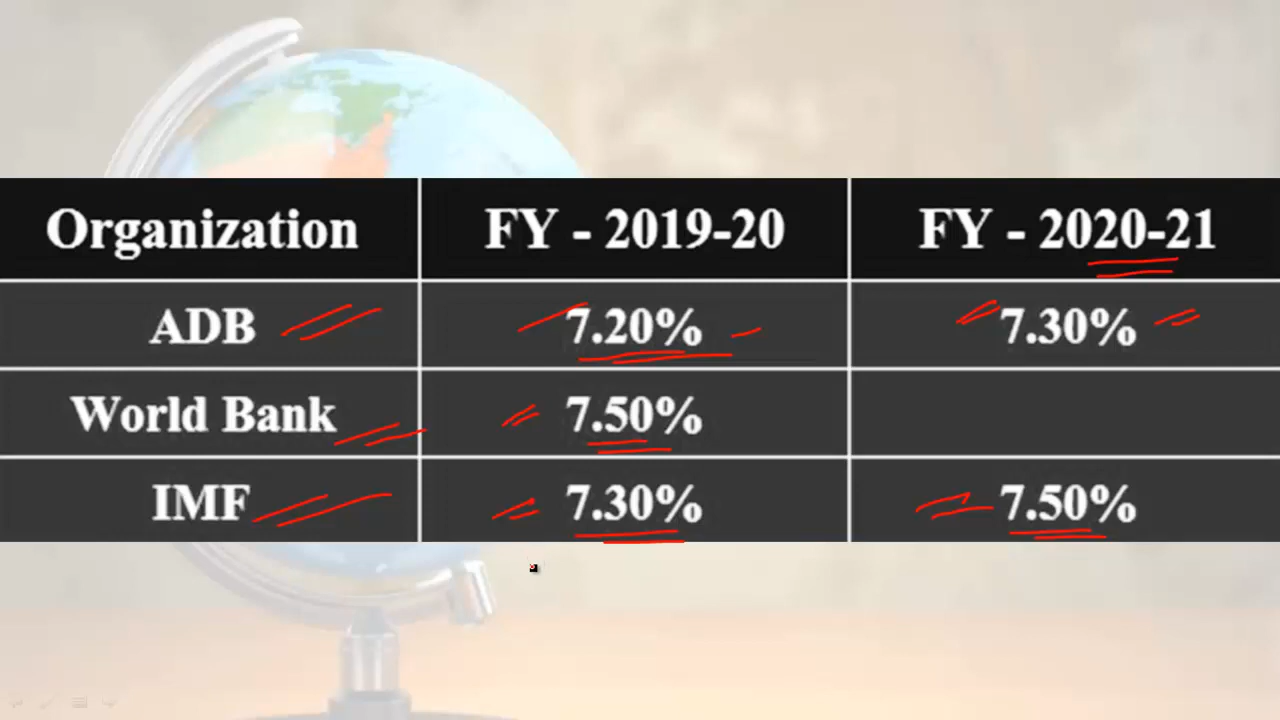 Organization FY - 2019-20 FY - 2020-21
ADB 7.20% 7.30%
World Bank 7.50%
IMF 7.30% 7.50%